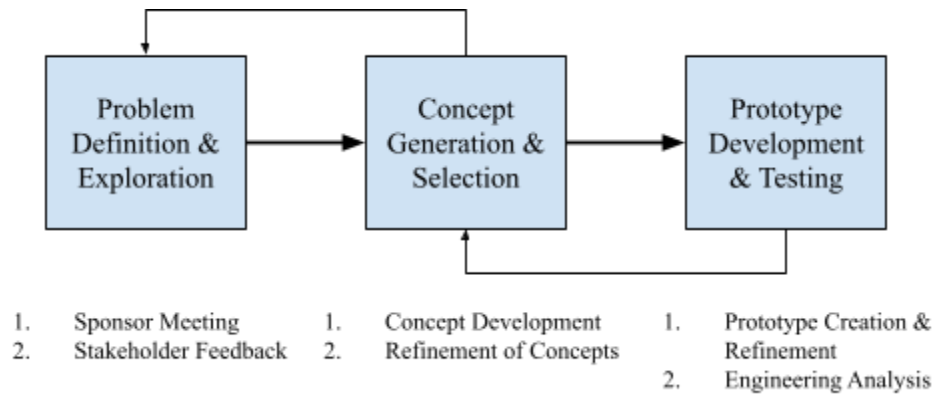 Problem
Definition &
Exploration
Concept
Generation &
Selection
Prototype
Development
& Testing
1. Sponsor Meeting
2. Stakeholder Feedback
1. Concept Development
2. Refinement of Concepts
1. Prototype Creation &
Refinement
2. Engineering Analysis